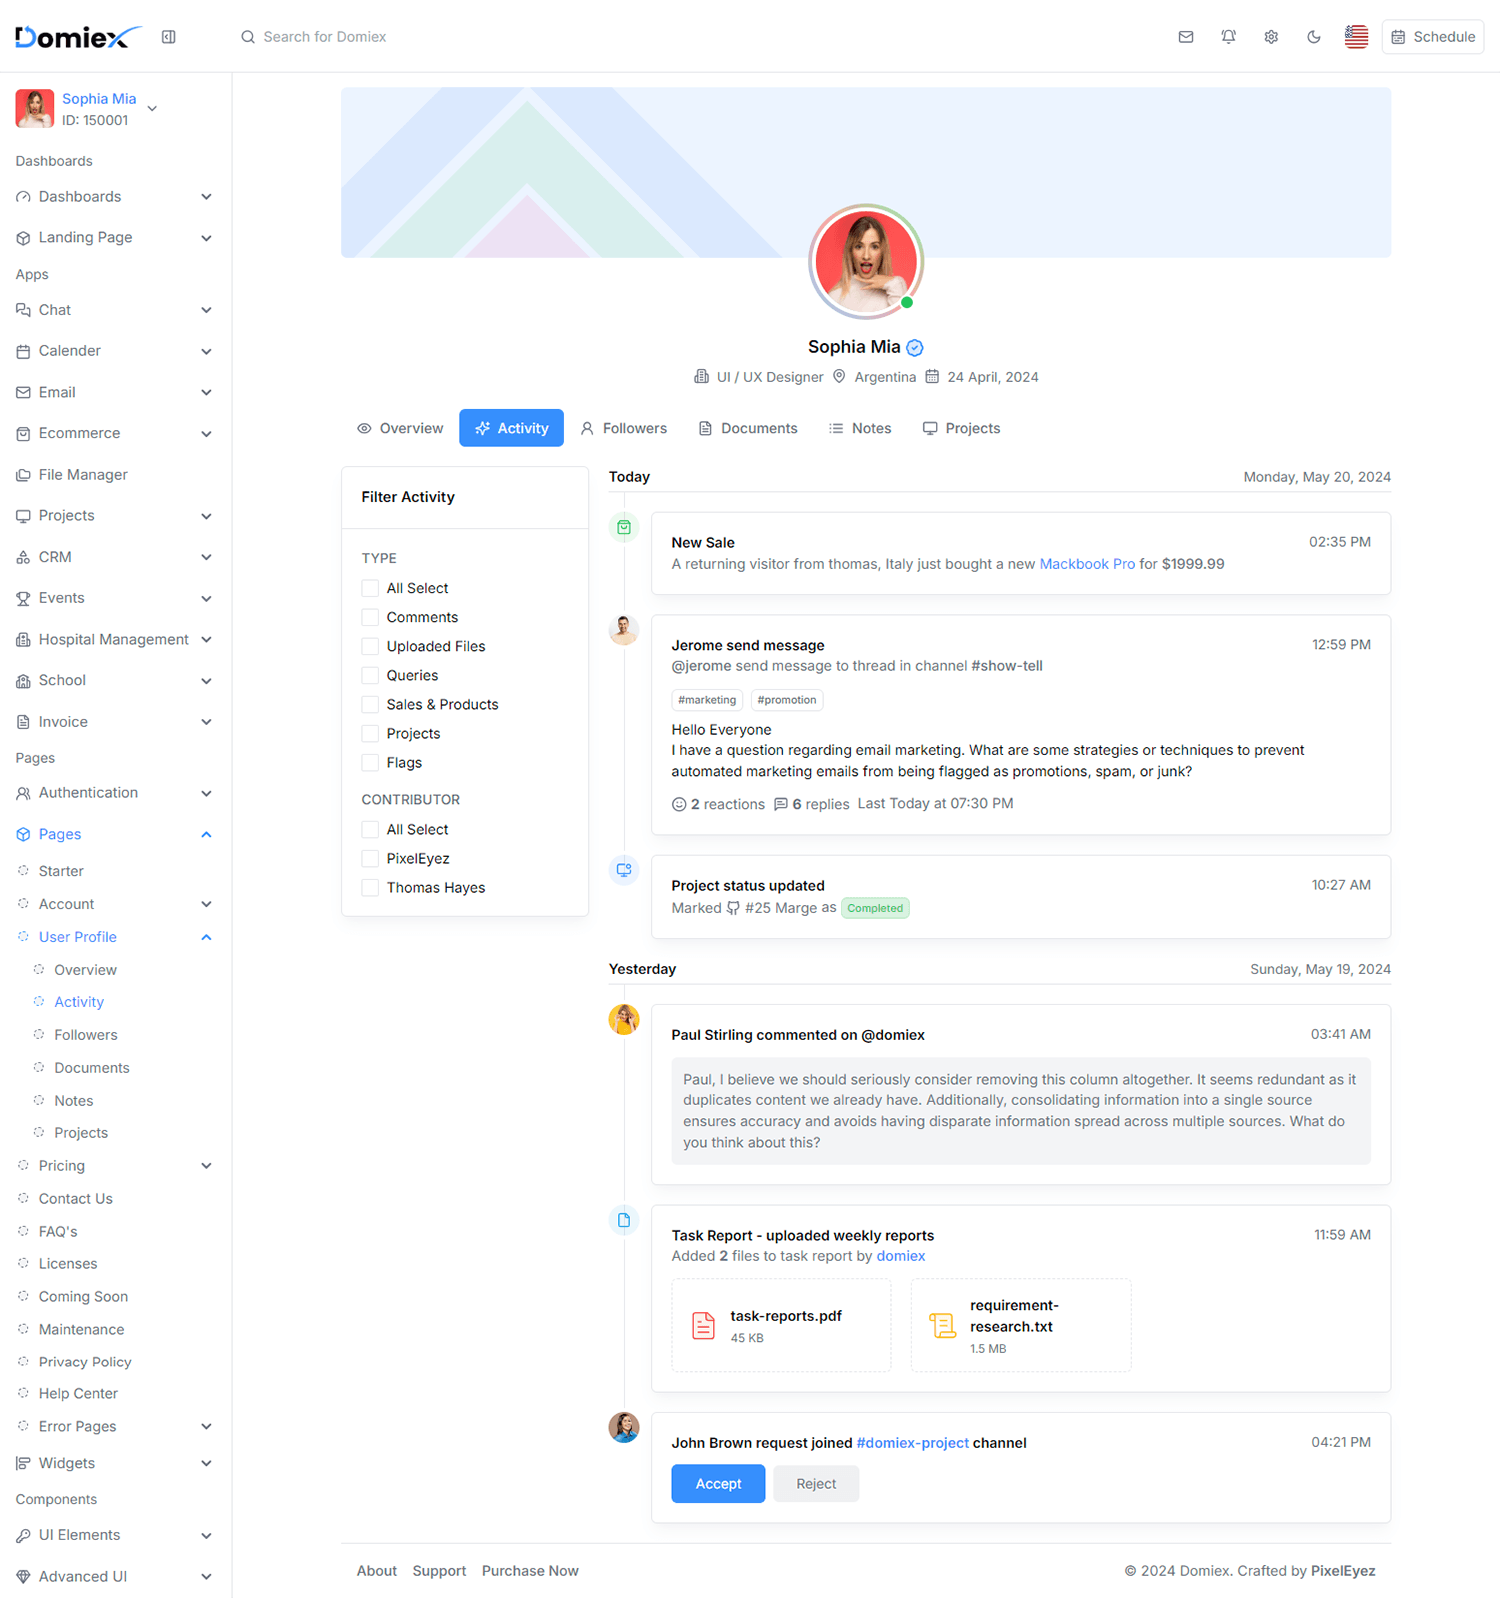 Domiex
Search for Domiex
Schedule
Sophia Mia
ID: 150001
Dashboards
Dashboards
Landing Page
Apps
Chat
Calender
Email
Ecommerce
File Manager
Projects
CRM
Events
Hospital Management
School
Invoice
Pages
Authentication
Pages
Starter
Account
User Profile
Overview
Activity
Followers
Documents
Notes
Projects
Pricing
Contact Us
FAQ's
Licenses
Coming Soon
Maintenance
Privacy Policy
Help Center
Error Pages
Widgets
Components
UI Elements
Advanced UI
Sophia Mia
UI / UX Designer Argentina 24 April, 2024
Overview Activity Followers Documents Notes Projects
Filter Activity
TYPE
All Select
Comments
Uploaded Files
Queries
Sales & Products
Projects
Flags
CONTRIBUTOR
All Select
PixelEyez
Thomas Hayes
Today Monday, May 20, 2024
New Sale 02:35 PM
A returning visitor from thomas, Italy just bought a new Mackbook Pro for $1999.99
Jerome send message 12:59 PM
@jerome send message to thread in channel #show-tell
#marketing #promotion
Hello Everyone
I have a question regarding email marketing. What are some strategies or techniques to prevent
automated marketing emails from being flagged as promotions, spam, or junk?
2 reactions 6 replies Last Today at 07:30 PM
Project status updated 10:27 AM
Marked #25 Marge as Completed
Yesterday Sunday, May 19, 2024
Paul Stirling commented on @domiex 03:41 AM
Paul, I believe we should seriously consider removing this column altogether. It seems redundant as it
duplicates content we already have. Additionally, consolidating information into a single source
ensures accuracy and avoids having disparate information spread across multiple sources. What do
you think about this?
Task Report - uploaded weekly reports 11:59 AM
Added 2 files to task report by domiex
task-reports.pdf
45 KB
requirement-
research.txt
1.5 MB
John Brown request joined #domiex-project channel 04:21 PM
Accept Reject
About Support Purchase Now © 2024 Domiex. Crafted by PixelEyez